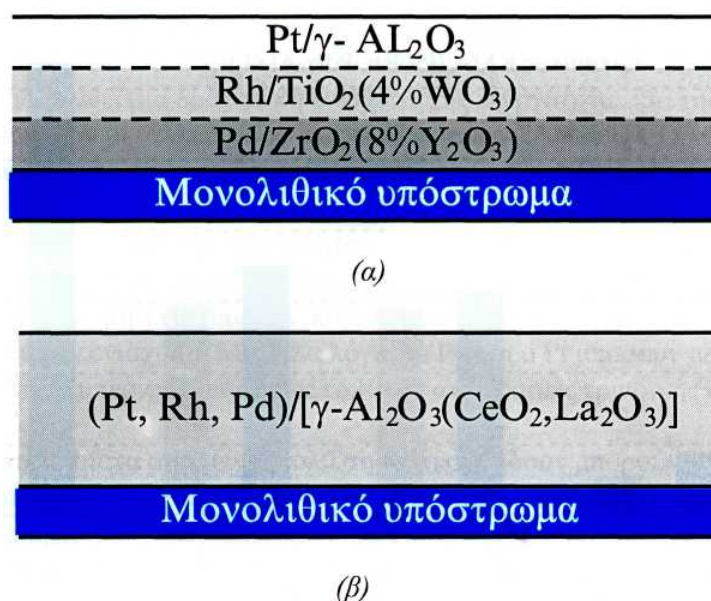 Pt/γ- AL₂O₃
Rh/TiO₂(4%WO₃)
Pd/ZrO₂(8%Y₂O₃)
Μονολιθικό υπόστρωμα
(α)
(Pt, Rh, Pd)/[γ-Al₂O₃(CeO₂,La₂O₃)]
Μονολιθικό υπόστρωμα
(β)